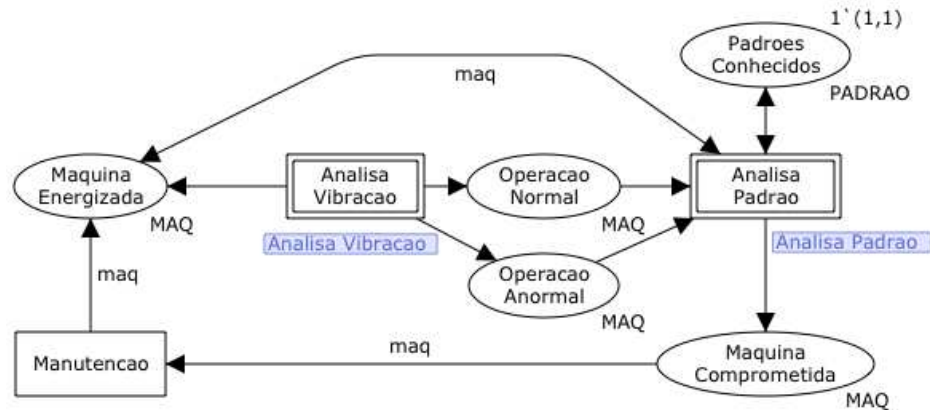 1`(1,1)
Padroes
Conhecidos
PADRAO
maq
Maquina
Energizada
MAQ
Analisa
Vibracao
Analisa Vibracao
Operacao
Normal
MAQ
Analisa
Padrao
Analisa Padrao
Operacao
Anormal
MAQ
maq
Manutencao
maq
Maquina
Comprometida
MAQ